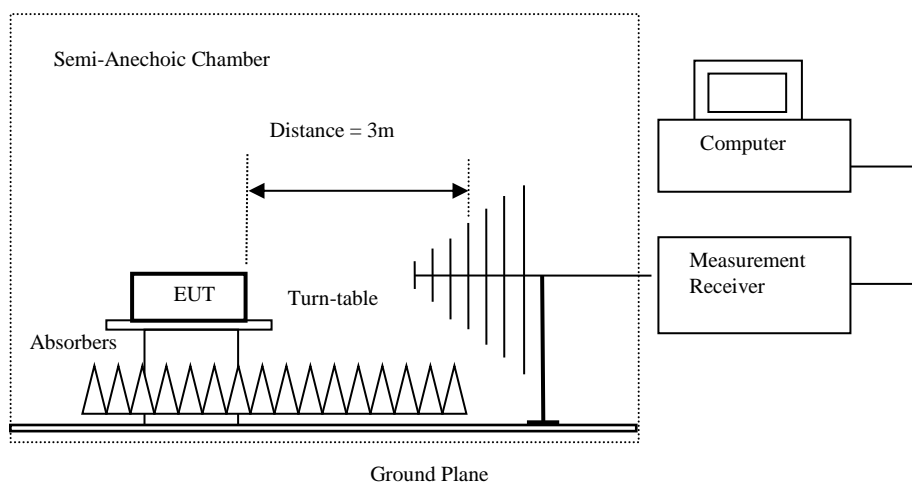 Semi-Anechoic Chamber
Distance = 3m
Computer
Measurement
Receiver
EUT
Turn-table
Absorbers
Ground Plane